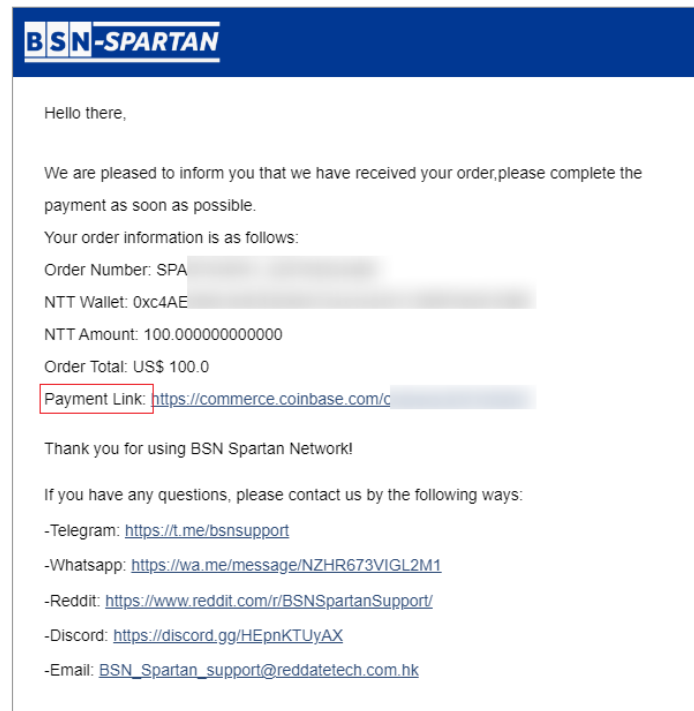 BSN-SPARTAN
Hello there,
We are pleased to inform you that we have received your order,please complete the
payment as soon as possible.
Your order information is as follows:
Order Number: SPA
NTT Wallet: 0xc4AE
NTT Amount: 100.000000000000
Order Total: US$ 100.0
Payment Link: https://commerce.coinbase.com/c
Thank you for using BSN Spartan Network!
If you have any questions, please contact us by the following ways:
-Telegram: https://t.me/bsnsupport
-Whatsapp: https://wa.me/message/NZHR673VIGL2M1
-Reddit: https://www.reddit.com/r/BSNSpartanSupport/
-Discord: https://discord.gg/HEpnKTUyAX
-Email: BSN_Spartan_support@reddatetech.com.hk